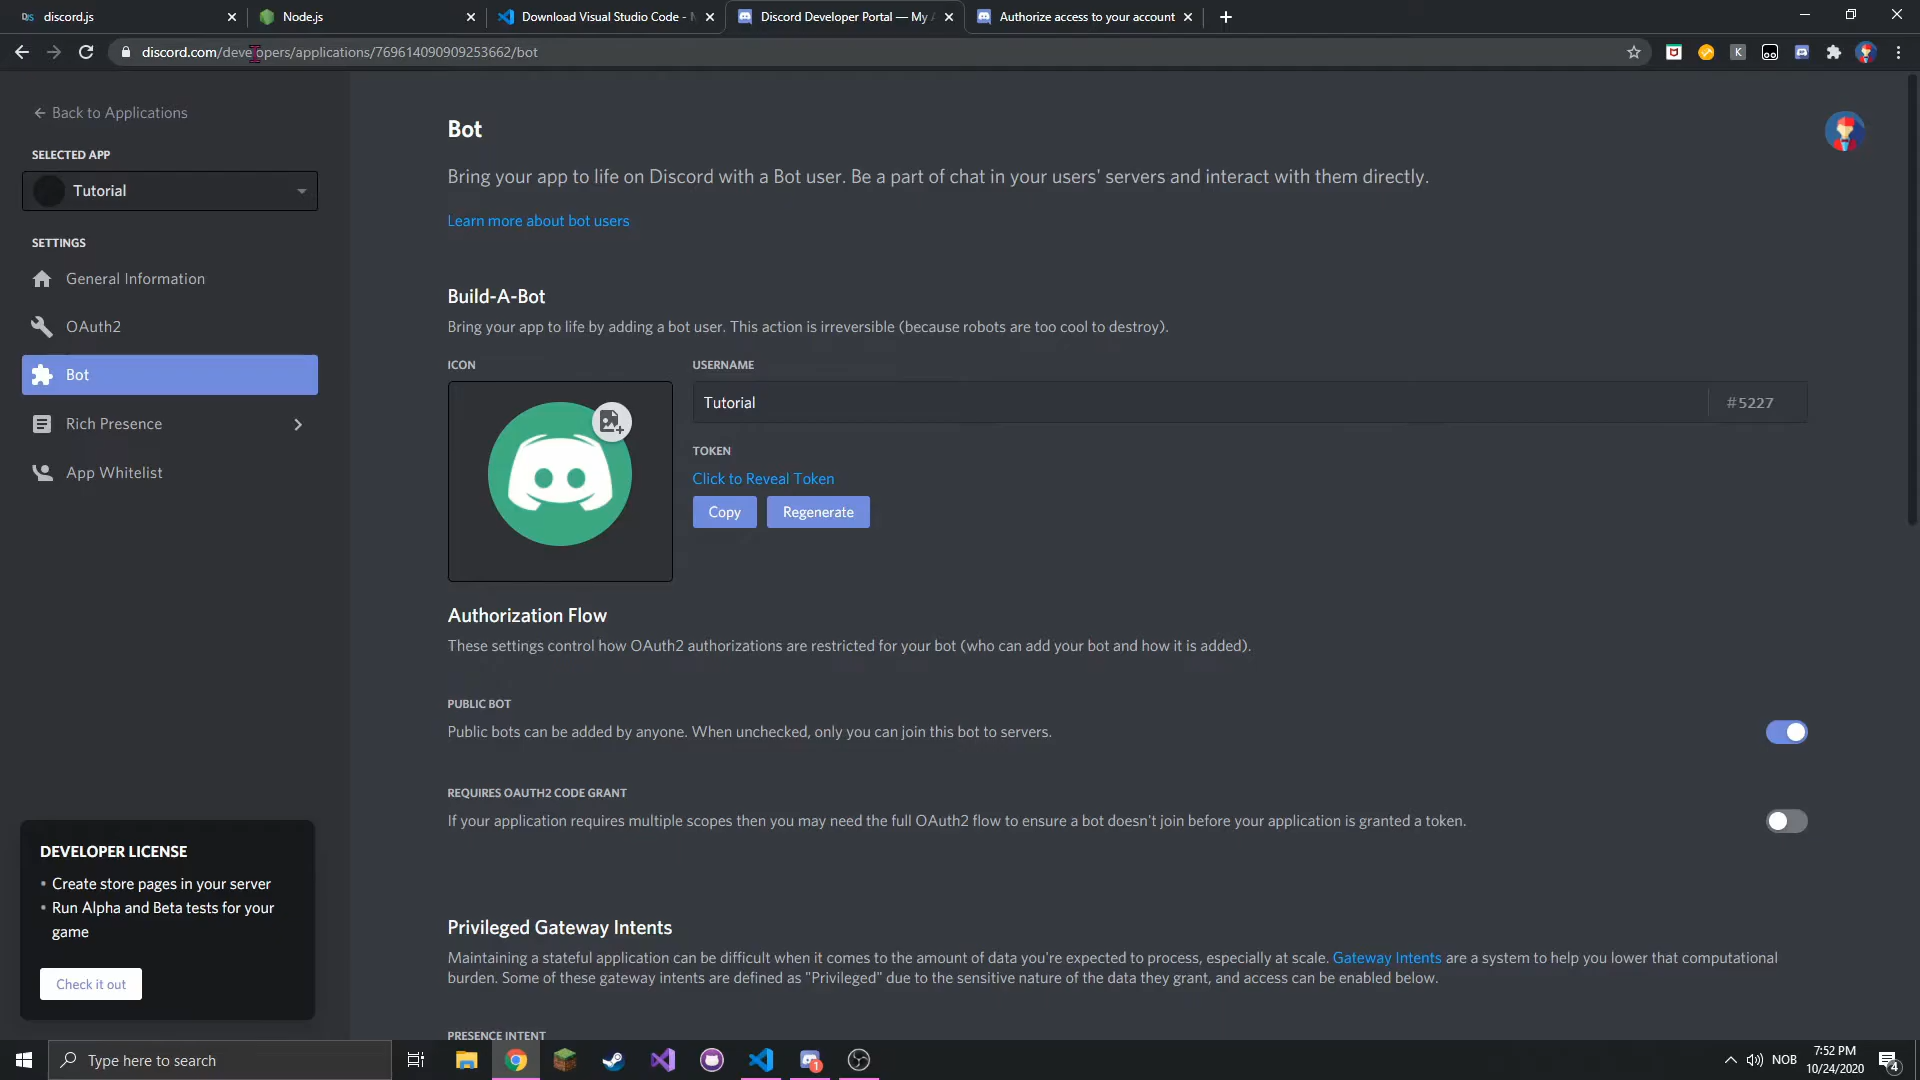 discord.js
Node.js
Download Visual Studio Code -
Discord Developer Portal — My
Authorize access to your account
discord.com/developers/applications/769614090909253662/bot
Back to Applications
SELECTED APP
Tutorial
SETTINGS
General Information
OAuth2
Bot
Rich Presence
App Whitelist
DEVELOPER LICENSE
• Create store pages in your server
• Run Alpha and Beta tests for your
game
Check it out
Bot
Bring your app to life on Discord with a Bot user. Be a part of chat in your users' servers and interact with them directly.
Learn more about bot users
Build-A-Bot
Bring your app to life by adding a bot user. This action is irreversible (because robots are too cool to destroy).
ICON
USERNAME
Tutorial
#5227
TOKEN
Click to Reveal Token
Copy
Regenerate
Authorization Flow
These settings control how OAuth2 authorizations are restricted for your bot (who can add your bot and how it is added).
PUBLIC BOT
Public bots can be added by anyone. When unchecked, only you can join this bot to servers.
REQUIRES OAUTH2 CODE GRANT
If your application requires multiple scopes then you may need the full OAuth2 flow to ensure a bot doesn't join before your application is granted a token.
Privileged Gateway Intents
Maintaining a stateful application can be difficult when it comes to the amount of data you're expected to process, especially at scale. Gateway Intents are a system to help you lower that computational
burden. Some of these gateway intents are defined as "Privileged" due to the sensitive nature of the data they grant, and access can be enabled below.
PRESENCE INTENT
Type here to search
1
NOB
7:52 PM
10/24/2020
4